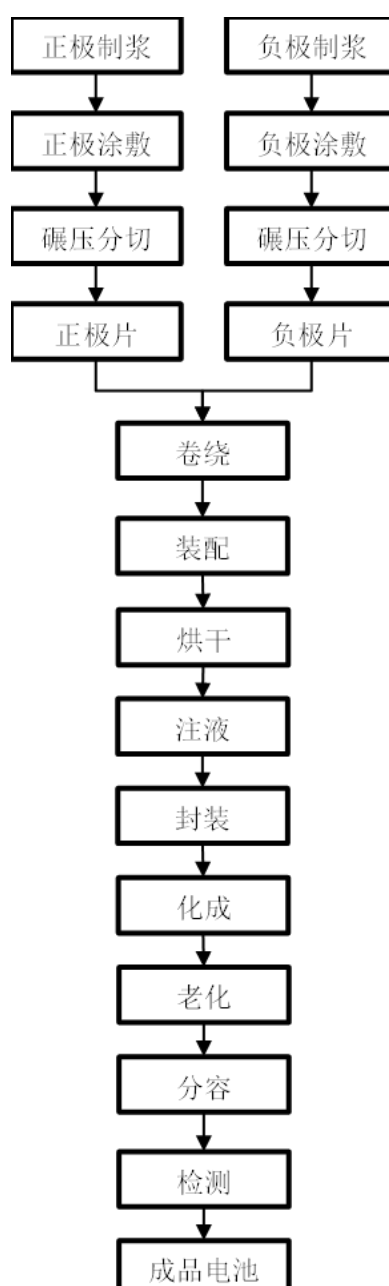 正极制浆
负极制浆
正极涂敷
负极涂敷
碾压分切
碾压分切
正极片
负极片
卷绕
装配
烘干
注液
封装
化成
老化
分容
检测
成品电池